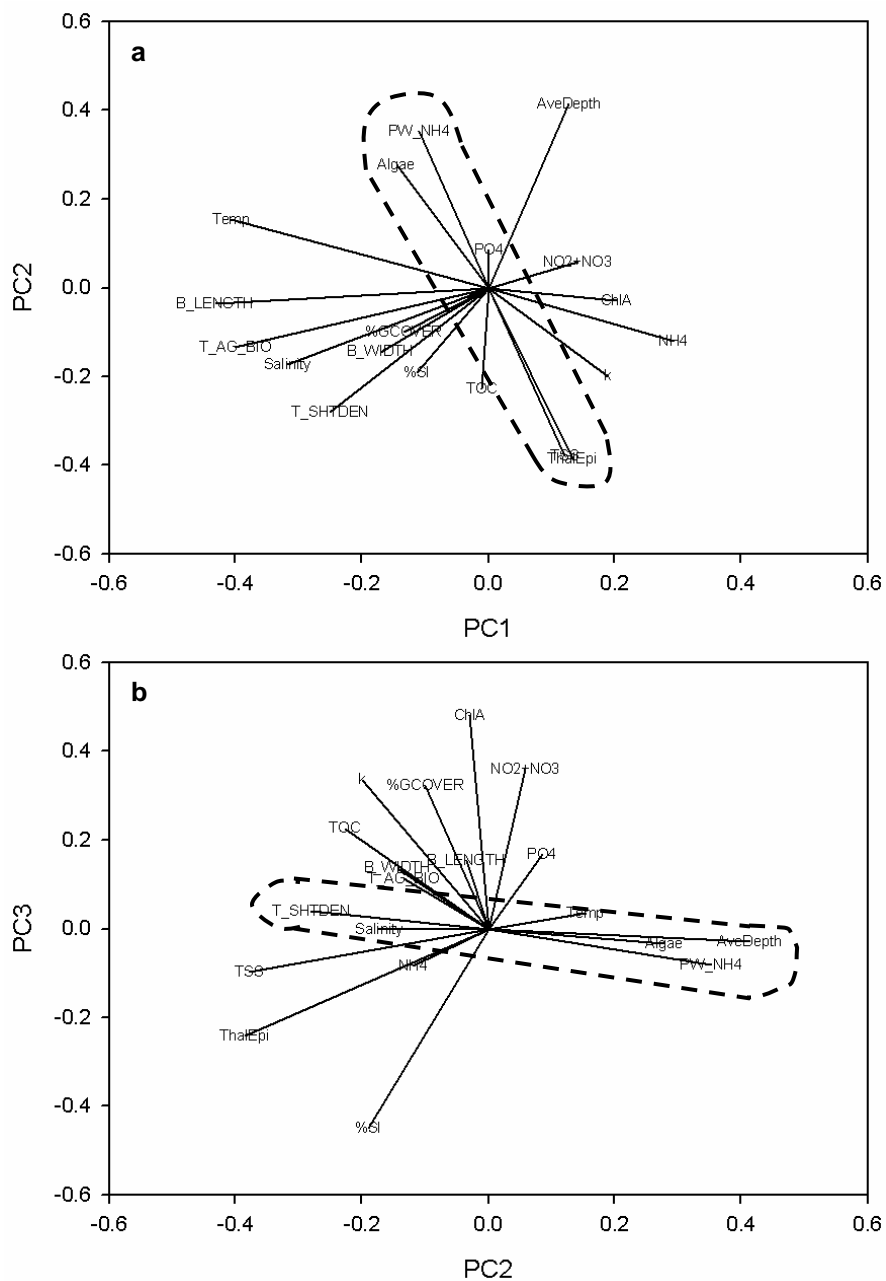 0.6
a
AveDepth
0.4
PW_NH4
Algae
0.2
Temp
PO4
NO2+NO3
PC2
0.0
B_LENGTH
ChlA
%GCOVER
NH4
T_AG_BIO
B_WIDTH
Salinity
%SI
k
-0.2
TOC
T_SHTDEN
TSS
ThalEpi
-0.4
-0.6
-0.6 -0.4 -0.2 0.0 0.2 0.4 0.6
PC1
0.6
b
ChlA
0.4
NO2+NO3
k
%GCOVER
TOC
0.2
B_LENGTH
PO4
B_WIDTH
T_AG_BIO
T_SHTDEN
Temp
PC3
0.0
Salinity
AveDepth
Algae
TSS
NH4
PW_NH4
-0.2
ThalEpi
-0.4
%SI
-0.6
-0.6 -0.4 -0.2 0.0 0.2 0.4 0.6
PC2